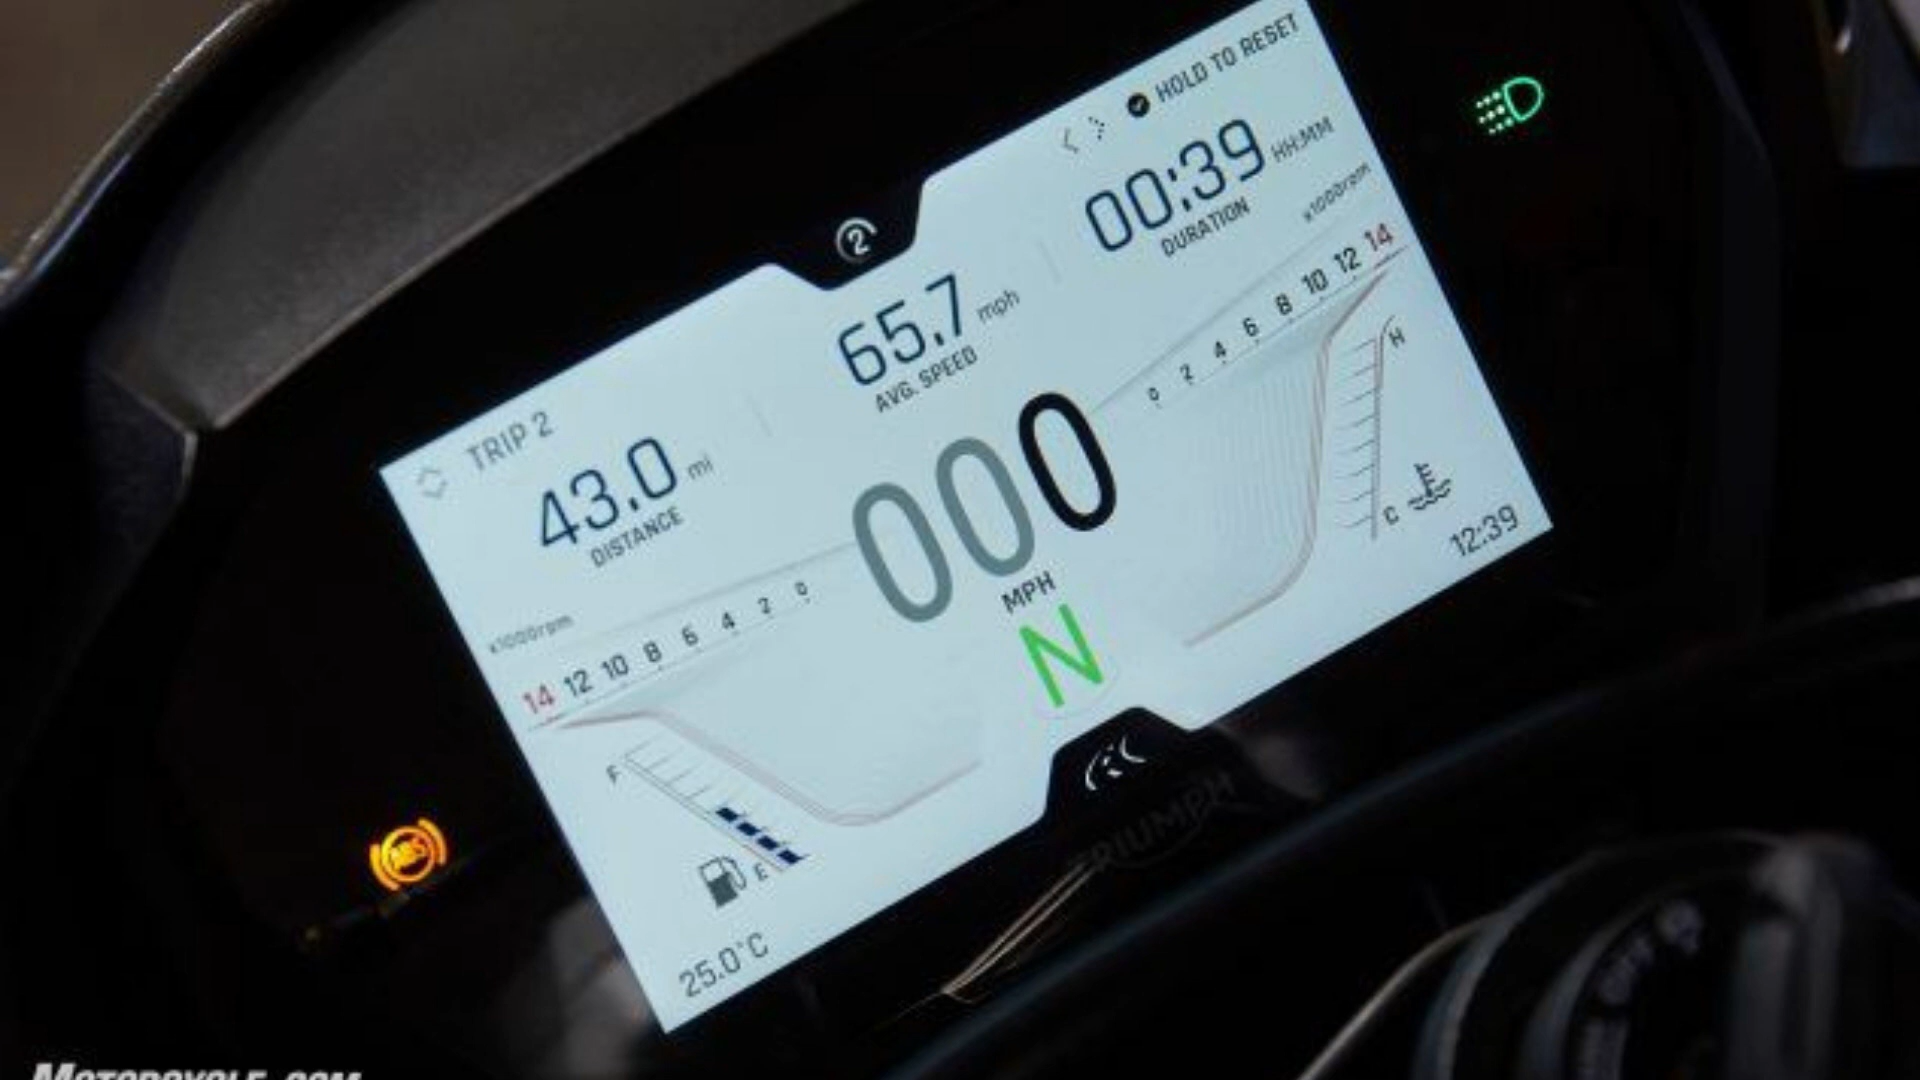 HOLD TO RESET
2
00:39 HH:MM
DURATION
65.7 mph
AVG. SPEED
TRIP 2
43.0 mi
DISTANCE
x1000rpm
0 2 4 6 8 10 12 14
x1000rpm
14 12 10 8 6 4 2 0
000
MPH
N
H
C
12:39
F
E
25.0°C
ABS
TRIUMPH
MOTORCYCLE.COM